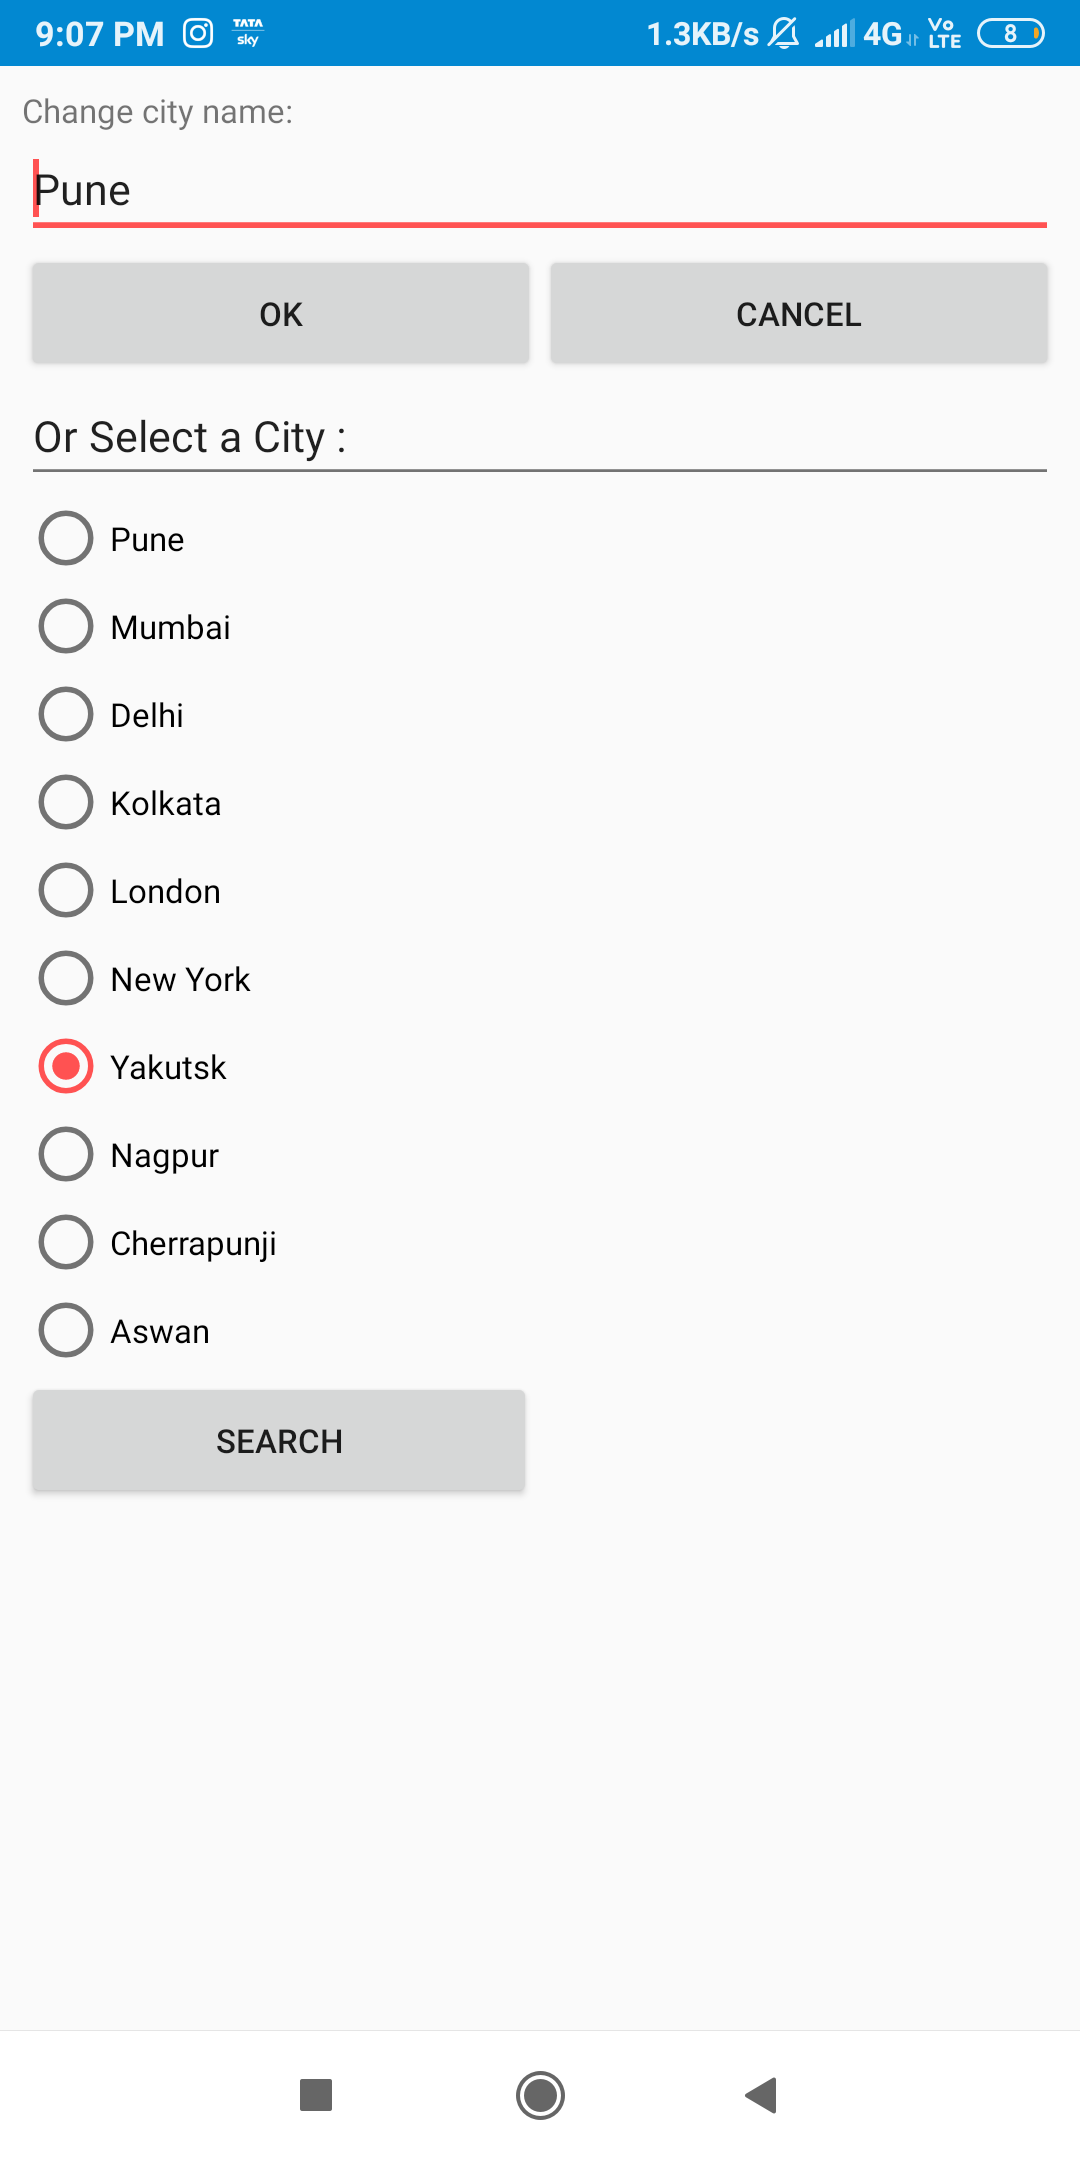 9:07 PM TATA sky 1.3KB/s 4G Vo LTE 8
Change city name:
Pune
OK CANCEL
Or Select a City :
Pune
Mumbai
Delhi
Kolkata
London
New York
Yakutsk
Nagpur
Cherrapunji
Aswan
SEARCH